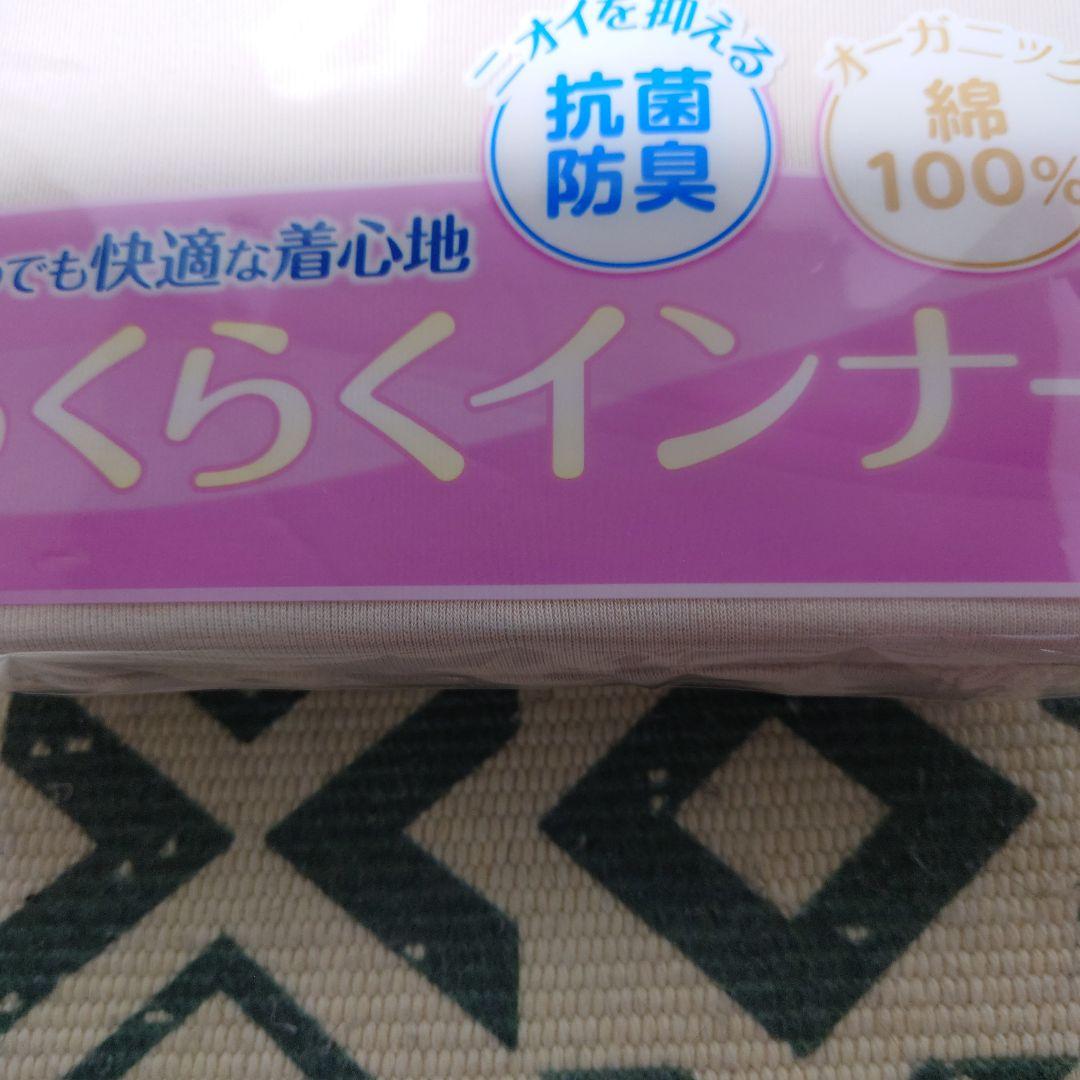 ニオイを抑える
抗菌
防臭
オーガニック
綿
100%
でも快適な着心地
くらくインナー